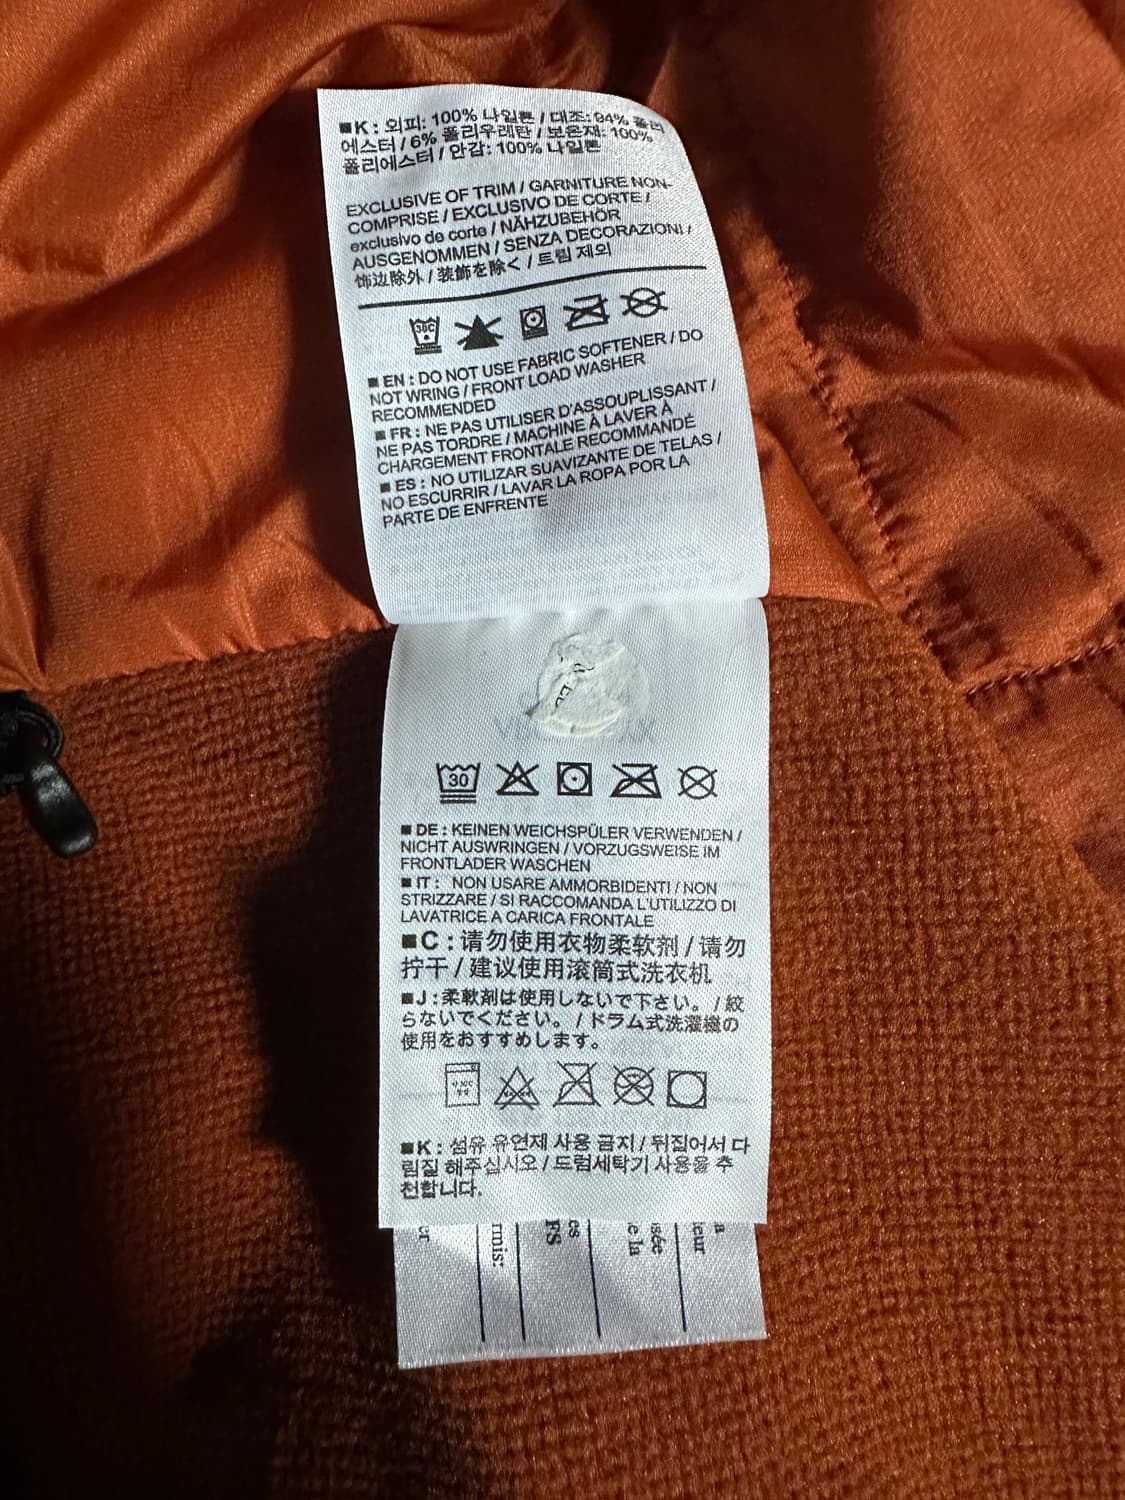 ■K : 외피: 100% 나일론 / 대조: 94% 폴리
에스터 / 6% 폴리우레탄 / 보온재: 100%
폴리에스터 / 안감: 100% 나일론
EXCLUSIVE OF TRIM / GARNITURE NON-
COMPRISE / EXCLUSIVO DE CORTE /
exclusivo de corte / NÄHZUBEHÖR
AUSGENOMMEN / SENZA DECORAZIONI /
饰边除外 / 装飾を除く / 트림 제외
30C
■ EN : DO NOT USE FABRIC SOFTENER / DO
NOT WRING / FRONT LOAD WASHER
RECOMMENDED
■ FR : NE PAS UTILISER D'ASSOUPLISSANT /
NE PAS TORDRE / MACHINE À LAVER À
CHARGEMENT FRONTALE RECOMMANDÉ
■ ES : NO UTILIZAR SUAVIZANTE DE TELAS /
NO ESCURRIR / LAVAR LA ROPA POR LA
PARTE DE ENFRENTE
30
■ DE : KEINEN WEICHSPÜLER VERWENDEN /
NICHT AUSWRINGEN / VORZUGSWEISE IM
FRONTLADER WASCHEN
■ IT : NON USARE AMMORBIDENTI / NON
STRIZZARE / SI RACCOMANDA L'UTILIZZO DI
LAVATRICE A CARICA FRONTALE
■C : 请勿使用衣物柔软剂 / 请勿
拧干 / 建议使用滚筒式洗衣机
■J : 柔軟剤は使用しないで下さい。 / 絞
らないでください。 / ドラム式洗濯機の
使用をおすすめします。
■K : 섬유 유연제 사용 금지 / 뒤집어서 다
림질 해주십시오 / 드럼세탁기 사용을 추
천합니다.
rmis:
FS
es
e la
isée
eur
a